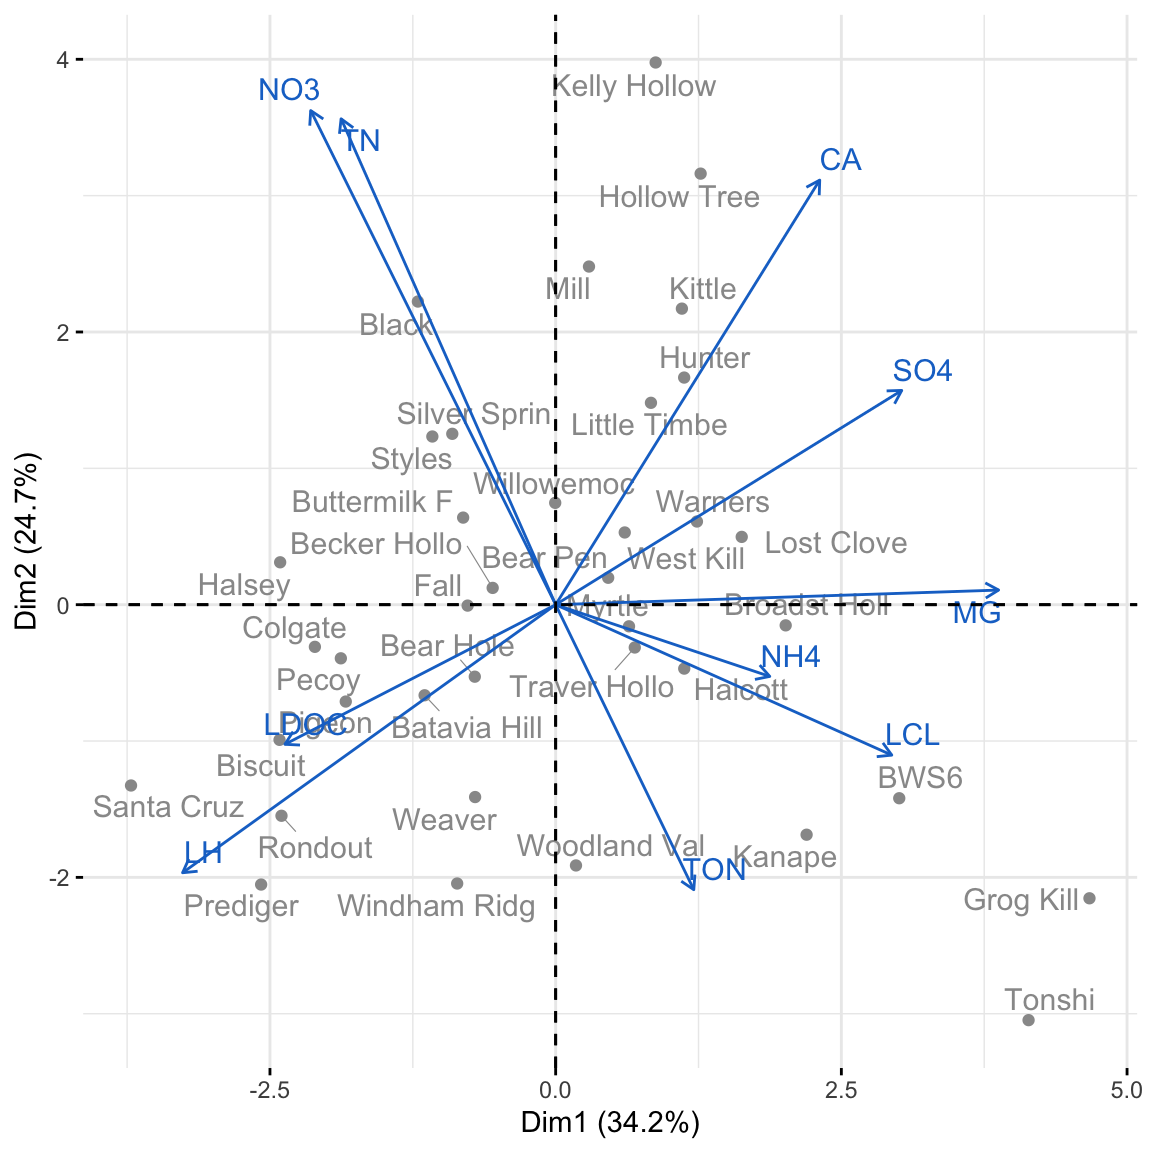 4
NO3
Kelly Hollow
TN
CA
Hollow Tree
Mill
Kittle
2
Black
Hunter
SO4
Silver Sprin
Little Timbe
Styles
Willowemoc
Buttermilk F
Warners
Becker Hollo
Bear Pen
West Kill
Lost Clove
Halsey
Fall
Dim2 (24.7%)
0
Myrtle
Broadst Holl
MG
Colgate
Bear Hole
NH4
Pecoy
Traver Hollo
Halcott
LDOC
Pigeon
Batavia Hill
LCL
Biscuit
BWS6
Santa Cruz
Weaver
LH
Rondout
Woodland Val
Kanape
TON
-2
Prediger
Windham Ridg
Grog Kill
Tonshi
-2.5
0.0
2.5
5.0
Dim1 (34.2%)